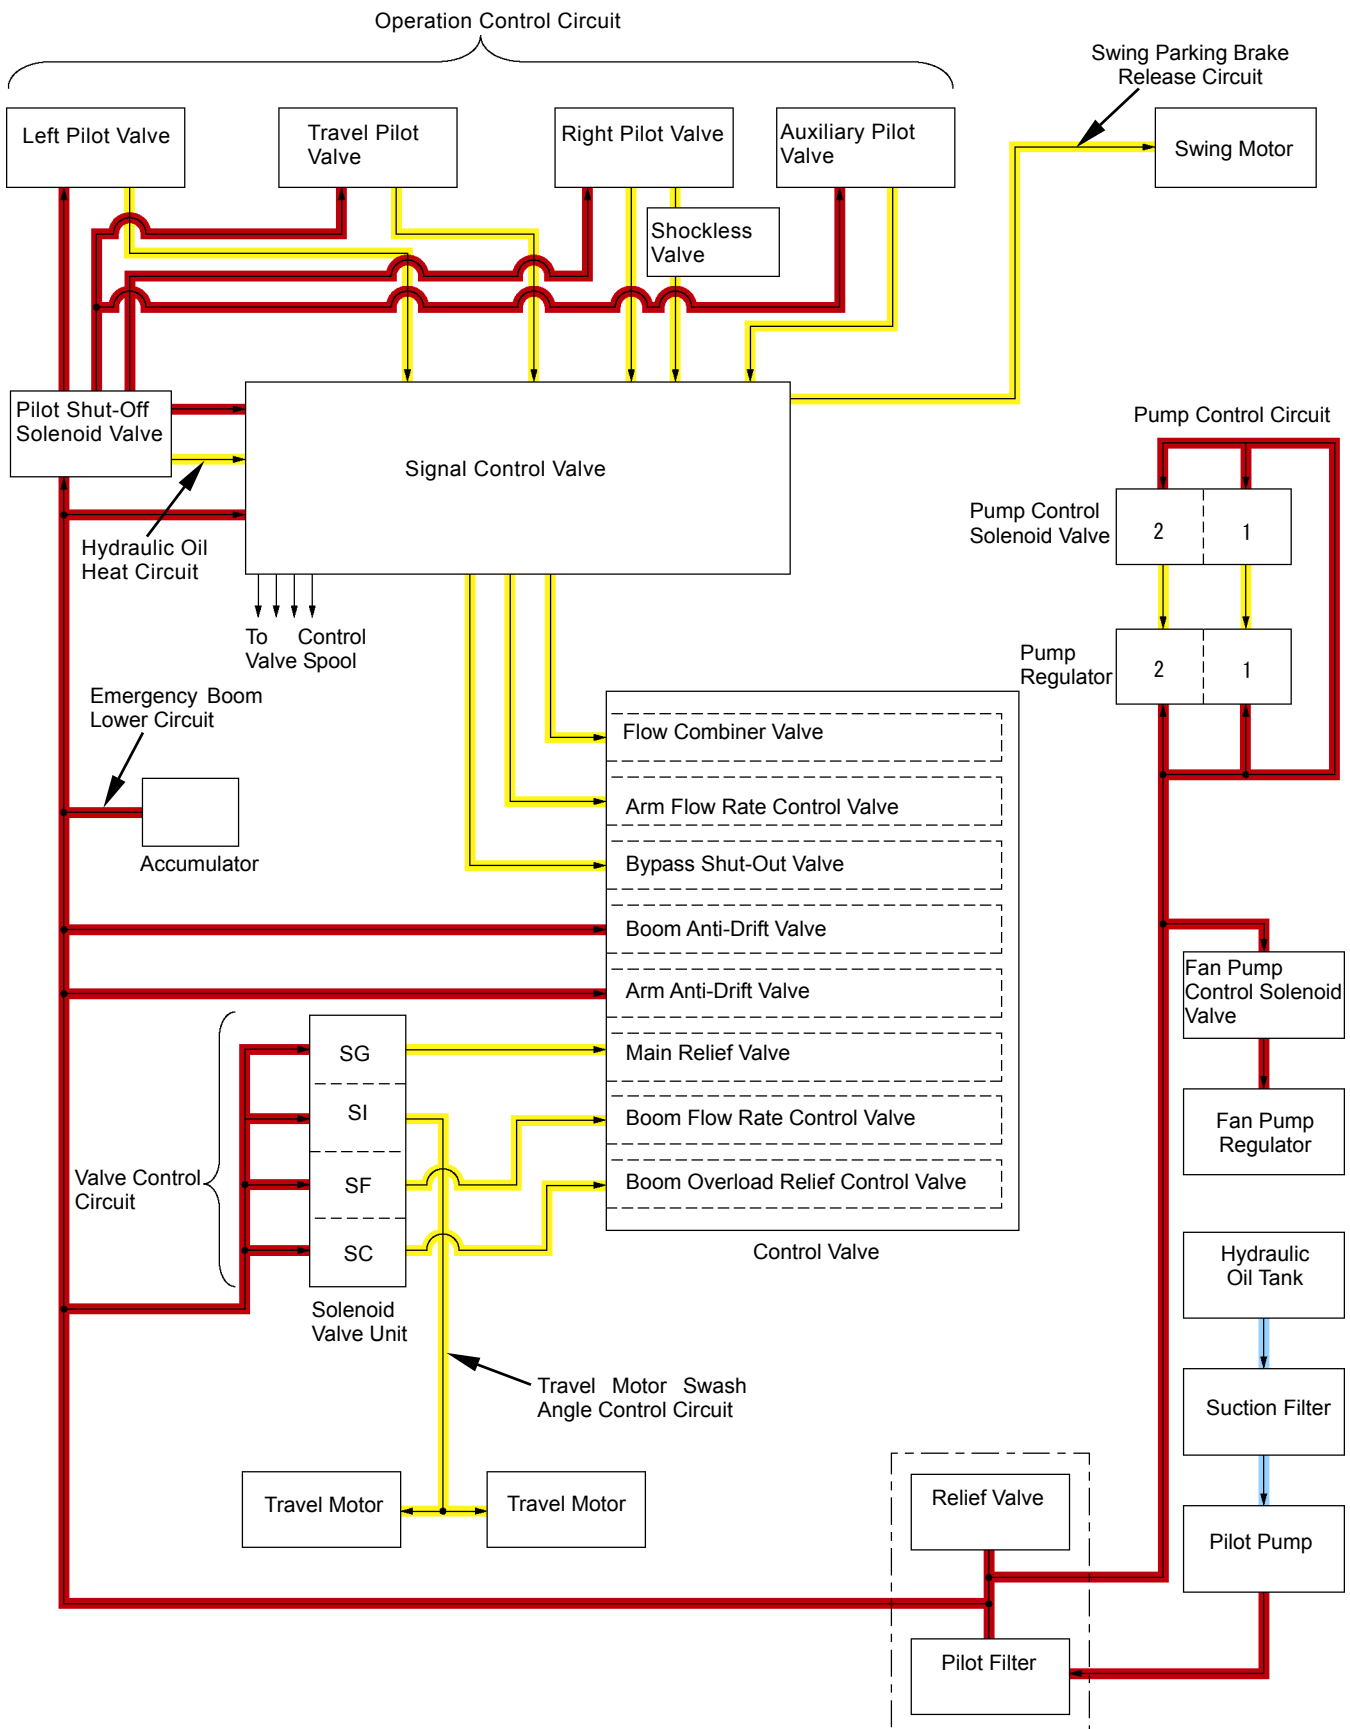 Operation Control Circuit
Swing Parking Brake
Release Circuit
Left Pilot Valve
Travel Pilot
Valve
Right Pilot Valve
Auxiliary Pilot
Valve
Swing Motor
Shockless
Valve
Pilot Shut-Off
Solenoid Valve
Signal Control Valve
Pump Control Circuit
Pump Control
Solenoid Valve
2
1
Hydraulic Oil
Heat Circuit
To Control
Valve Spool
Pump
Regulator
2
1
Emergency Boom
Lower Circuit
Accumulator
Flow Combiner Valve
Arm Flow Rate Control Valve
Bypass Shut-Out Valve
Boom Anti-Drift Valve
Arm Anti-Drift Valve
Main Relief Valve
Boom Flow Rate Control Valve
Boom Overload Relief Control Valve
Control Valve
Fan Pump
Control Solenoid
Valve
Fan Pump
Regulator
Valve Control
Circuit
SG
SI
SF
SC
Solenoid
Valve Unit
Hydraulic
Oil Tank
Suction Filter
Pilot Pump
Travel Motor Swash
Angle Control Circuit
Travel Motor
Travel Motor
Relief Valve
Pilot Filter